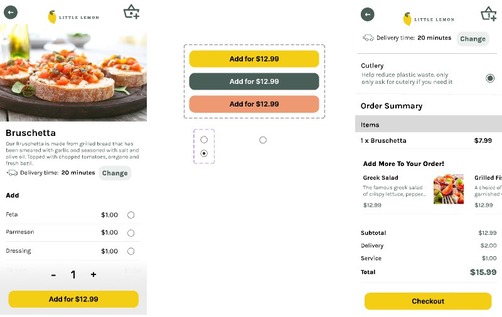 LITTLE LEMON
Bruschetta
Our Bruschetta is made from grilled bread that has
been smeared with garlic and seasoned with salt and
olive oil. Topped with chopped tomatoes, oregano and
fresh basil.
Delivery time: 20 minutes
Change
Add
Feta $1.00
Parmesan $1.00
Dressing $1.00
- 1 +
Add for $12.99
Add for $12.99
Add for $12.99
Add for $12.99
LITTLE LEMON
Delivery time: 20 minutes
Change
Cutlery
Help reduce plastic waste. only
only ask for cutelry if you need it
Order Summary
Items
1 x Bruschetta $7.99
Add More To Your Order!
Greek Salad
The famous greek salad
of crispy lettuce, pepper..
$12.99
Grilled Fi
A choice of
garnished
$12.99
Subtotal $12.99
Delivery $2.00
Service $1.00
Total $15.99
Checkout